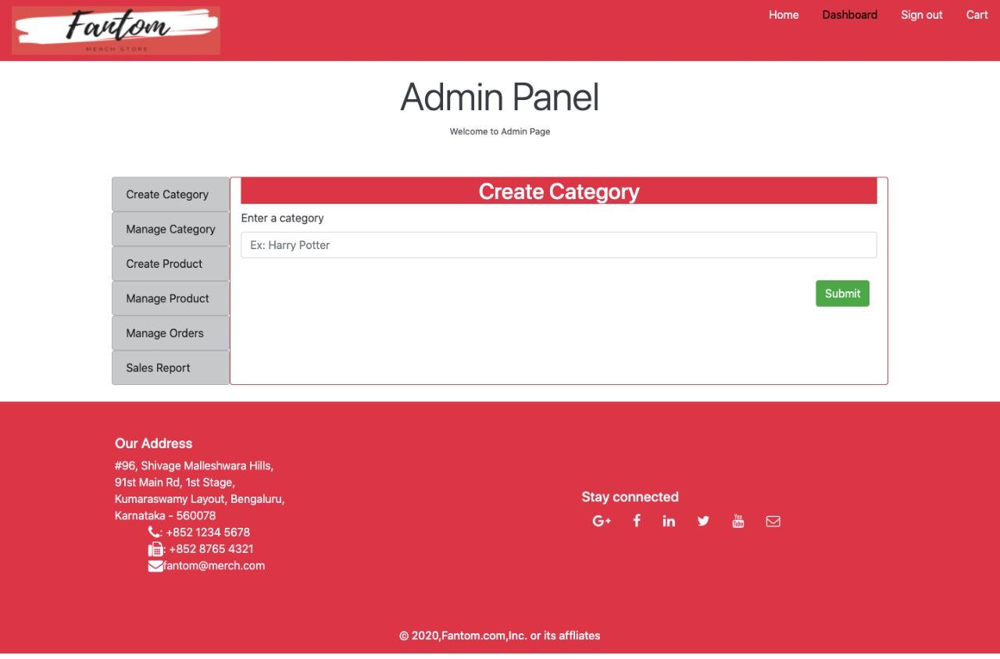 Fantom
MERCH STORE
Home Dashboard Sign out Cart
Admin Panel
Welcome to Admin Page
Create Category
Manage Category
Create Product
Manage Product
Manage Orders
Sales Report
Create Category
Enter a category
Ex: Harry Potter
Submit
Our Address
#96, Shivage Malleshwara Hills,
91st Main Rd, 1st Stage,
Kumaraswamy Layout, Bengaluru,
Karnataka - 560078
: +852 1234 5678
: +852 8765 4321
fantom@merch.com
Stay connected
You
Tube
© 2020,Fantom.com,Inc. or its affliates